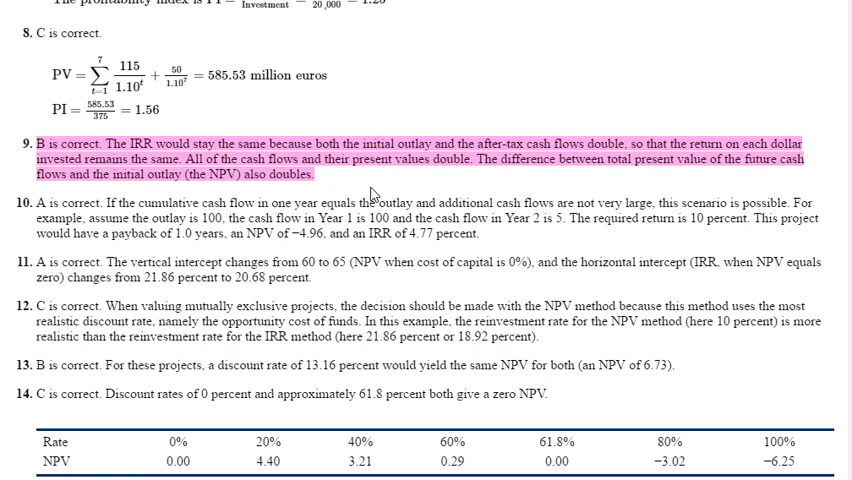 The profitability index is PI = Investment = 20,000 = 1.26
8. C is correct.
PV = ∑ t=1 7 115/1.10^t + 50/1.10^7 = 585.53 million euros
PI = 585.53/375 = 1.56
9. B is correct. The IRR would stay the same because both the initial outlay and the after-tax cash flows double, so that the return on each dollar
invested remains the same. All of the cash flows and their present values double. The difference between total present value of the future cash
flows and the initial outlay (the NPV) also doubles.
10. A is correct. If the cumulative cash flow in one year equals the outlay and additional cash flows are not very large, this scenario is possible. For
example, assume the outlay is 100, the cash flow in Year 1 is 100 and the cash flow in Year 2 is 5. The required return is 10 percent. This project
would have a payback of 1.0 years, an NPV of −4.96, and an IRR of 4.77 percent.
11. A is correct. The vertical intercept changes from 60 to 65 (NPV when cost of capital is 0%), and the horizontal intercept (IRR, when NPV equals
zero) changes from 21.86 percent to 20.68 percent.
12. C is correct. When valuing mutually exclusive projects, the decision should be made with the NPV method because this method uses the most
realistic discount rate, namely the opportunity cost of funds. In this example, the reinvestment rate for the NPV method (here 10 percent) is more
realistic than the reinvestment rate for the IRR method (here 21.86 percent or 18.92 percent).
13. B is correct. For these projects, a discount rate of 13.16 percent would yield the same NPV for both (an NPV of 6.73).
14. C is correct. Discount rates of 0 percent and approximately 61.8 percent both give a zero NPV.
Rate 0% 20% 40% 60% 61.8% 80% 100%
NPV 0.00 4.40 3.21 0.29 0.00 −3.02 −6.25